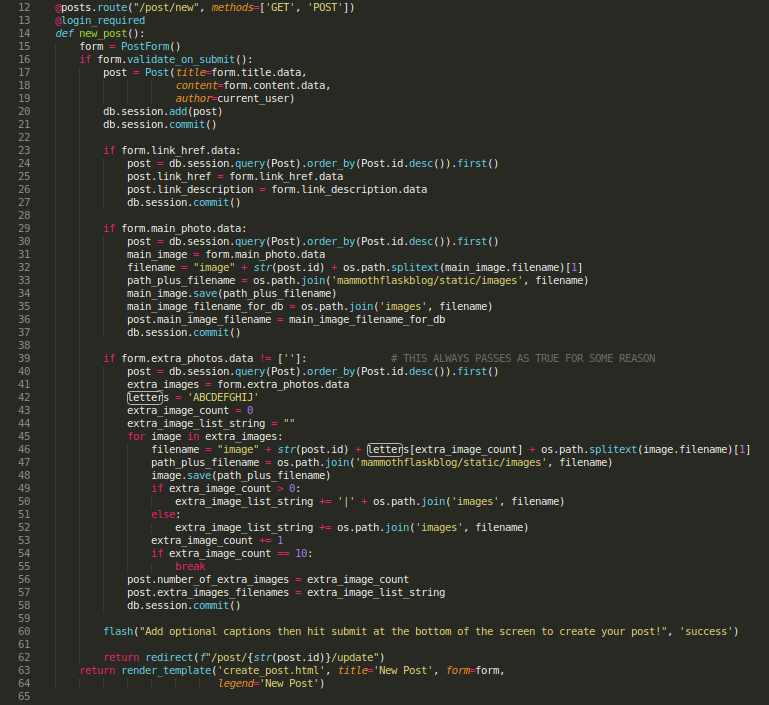 12 @posts.route("/post/new", methods=['GET', 'POST'])
13 @login_required
14 def new_post():
15     form = PostForm()
16     if form.validate_on_submit():
17         post = Post(title=form.title.data,
18                     content=form.content.data,
19                     author=current_user)
20         db.session.add(post)
21         db.session.commit()
22
23         if form.link_href.data:
24             post = db.session.query(Post).order_by(Post.id.desc()).first()
25             post.link_href = form.link_href.data
26             post.link_description = form.link_description.data
27             db.session.commit()
28
29         if form.main_photo.data:
30             post = db.session.query(Post).order_by(Post.id.desc()).first()
31             main_image = form.main_photo.data
32             filename = "image" + str(post.id) + os.path.splitext(main_image.filename)[1]
33             path_plus_filename = os.path.join('mammothflaskblog/static/images', filename)
34             main_image.save(path_plus_filename)
35             main_image_filename_for_db = os.path.join('images', filename)
36             post.main_image_filename = main_image_filename_for_db
37             db.session.commit()
38
39         if form.extra_photos.data != ['']:              # THIS ALWAYS PASSES AS TRUE FOR SOME REASON
40             post = db.session.query(Post).order_by(Post.id.desc()).first()
41             extra_images = form.extra_photos.data
42             letters = 'ABCDEFGHIJ'
43             extra_image_count = 0
44             extra_image_list_string = ""
45             for image in extra_images:
46                 filename = "image" + str(post.id) + letters[extra_image_count] + os.path.splitext(image.filename)[1]
47                 path_plus_filename = os.path.join('mammothflaskblog/static/images', filename)
48                 image.save(path_plus_filename)
49                 if extra_image_count > 0:
50                     extra_image_list_string += '|' + os.path.join('images', filename)
51                 else:
52                     extra_image_list_string += os.path.join('images', filename)
53                 extra_image_count += 1
54                 if extra_image_count == 10:
55                     break
56             post.number_of_extra_images = extra_image_count
57             post.extra_images_filenames = extra_image_list_string
58             db.session.commit()
59
60         flash("Add optional captions then hit submit at the bottom of the screen to create your post!", 'success')
61
62         return redirect(f"/post/{str(post.id)}/update")
63     return render_template('create_post.html', title='New Post', form=form,
64                            legend='New Post')
65